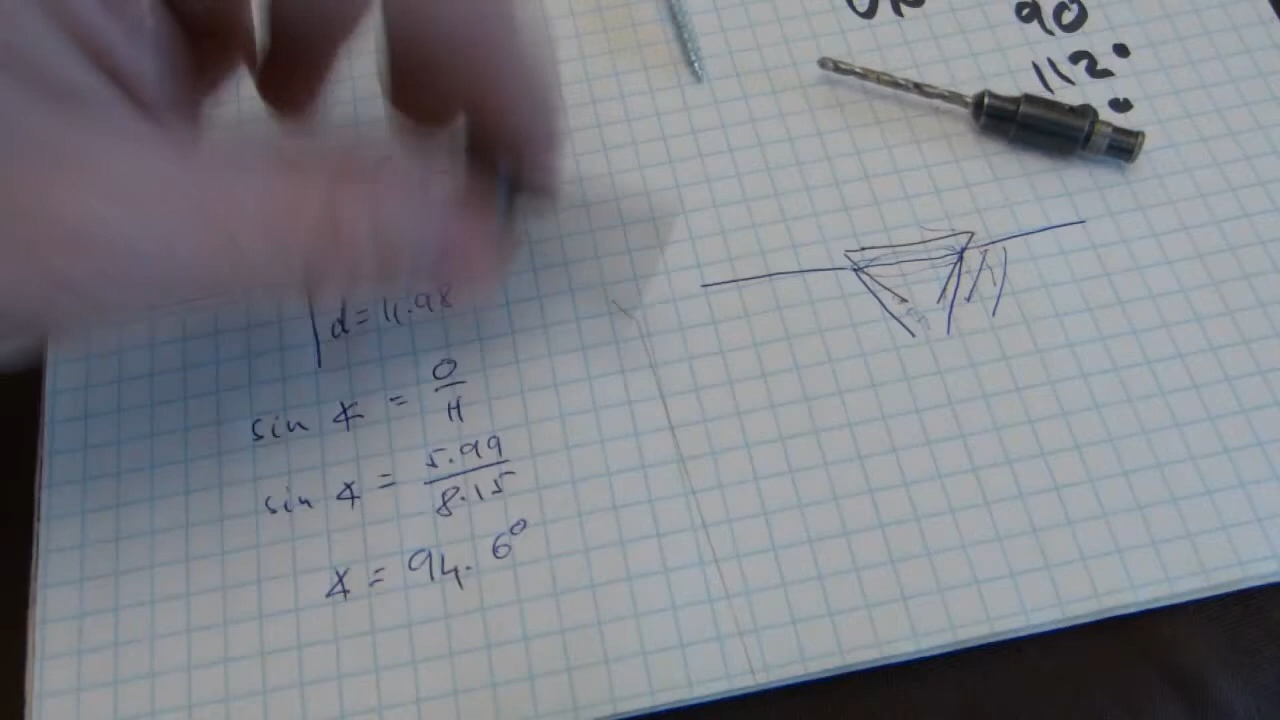 90
112°
d = 11.98
sin ∡ = O
H
sin ∡ = 5.99
8.15
∡ = 94.6°